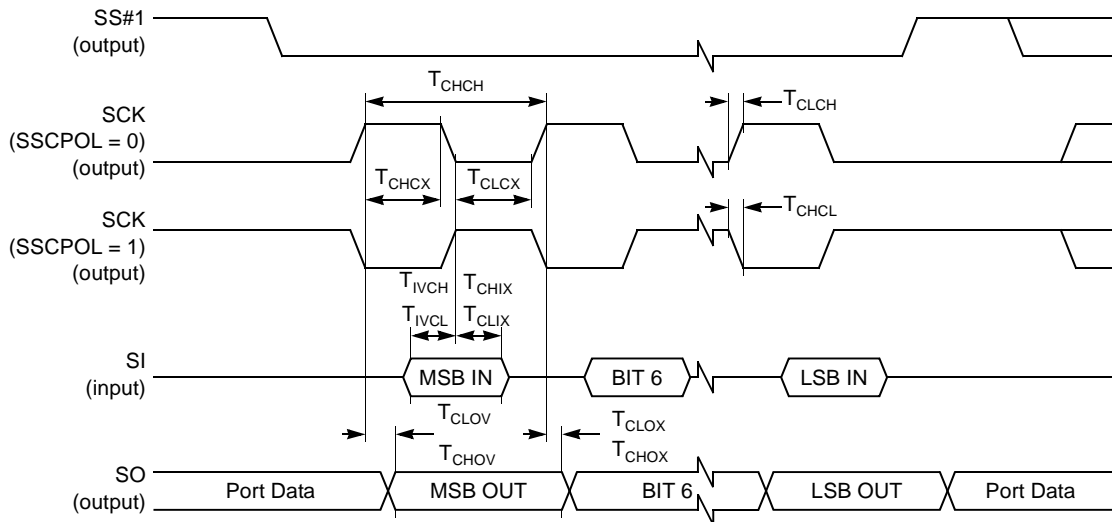 SS#1
(output)
T_CHCH
T_CLCH
SCK
(SSCPOL = 0)
(output)
T_CHCX T_CLCX
T_CHCL
SCK
(SSCPOL = 1)
(output)
T_IVCH T_CHIX
T_IVCL T_CLIX
SI
(input)
MSB IN BIT 6 LSB IN
T_CLOV T_CLOX
T_CHOV T_CHOX
SO
(output)
Port Data MSB OUT BIT 6 LSB OUT Port Data